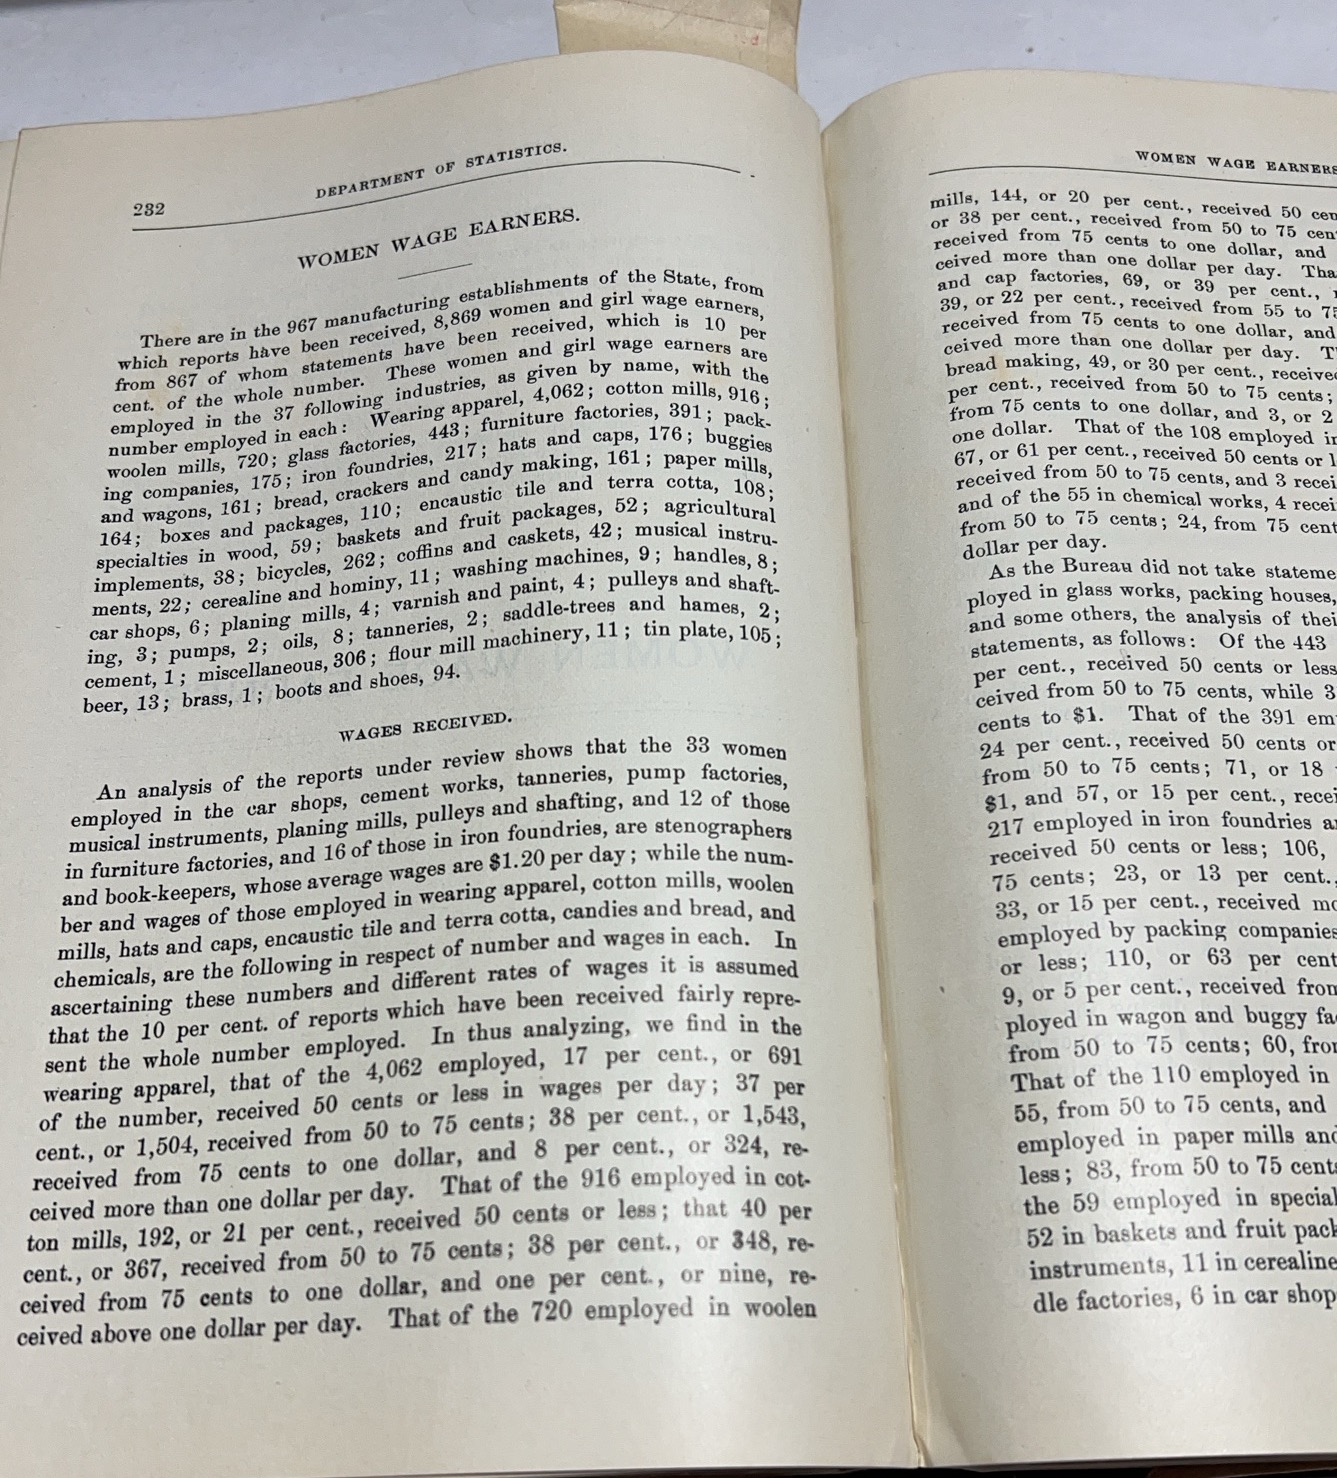 232
DEPARTMENT OF STATISTICS.
WOMEN WAGE EARNERS.
There are in the 967 manufacturing establishments of the State, from
which reports have been received, 8,869 women and girl wage earners,
from 867 of whom statements have been received, which is 10 per
cent. of the whole number. These women and girl wage earners are
employed in the 37 following industries, as given by name, with the
number employed in each: Wearing apparel, 4,062; cotton mills, 916;
woolen mills, 720; glass factories, 443; furniture factories, 391; pack-
ing companies, 175; iron foundries, 217; hats and caps, 176; buggies
and wagons, 161; bread, crackers and candy making, 161; paper mills,
164; boxes and packages, 110; encaustic tile and terra cotta, 108;
specialties in wood, 59; baskets and fruit packages, 52; agricultural
implements, 38; bicycles, 262; coffins and caskets, 42; musical instru-
ments, 22; cerealine and hominy, 11; washing machines, 9; handles, 8;
car shops, 6; planing mills, 4; varnish and paint, 4; pulleys and shaft-
ing, 3; pumps, 2; oils, 8; tanneries, 2; saddle-trees and hames, 2;
cement, 1; miscellaneous, 306; flour mill machinery, 11; tin plate, 105;
beer, 13; brass, 1; boots and shoes, 94.
WAGES RECEIVED.
An analysis of the reports under review shows that the 33 women
employed in the car shops, cement works, tanneries, pump factories,
musical instruments, planing mills, pulleys and shafting, and 12 of those
in furniture factories, and 16 of those in iron foundries, are stenographers
and book-keepers, whose average wages are $1.20 per day; while the num-
ber and wages of those employed in wearing apparel, cotton mills, woolen
mills, hats and caps, encaustic tile and terra cotta, candies and bread, and
chemicals, are the following in respect of number and wages in each. In
ascertaining these numbers and different rates of wages it is assumed
that the 10 per cent. of reports which have been received fairly repre-
sent the whole number employed. In thus analyzing, we find in the
wearing apparel, that of the 4,062 employed, 17 per cent., or 691
of the number, received 50 cents or less in wages per day; 37 per
cent., or 1,504, received from 50 to 75 cents; 38 per cent., or 1,543,
received from 75 cents to one dollar, and 8 per cent., or 324, re-
ceived more than one dollar per day. That of the 916 employed in cot-
ton mills, 192, or 21 per cent., received 50 cents or less; that 40 per
cent., or 367, received from 50 to 75 cents; 38 per cent., or 348, re-
ceived from 75 cents to one dollar, and one per cent., or nine, re-
ceived above one dollar per day. That of the 720 employed in woolen
WOMEN WAGE EARNERS
mills, 144, or 20 per cent., received 50 cen
or 38 per cent., received from 50 to 75 cen
received from 75 cents to one dollar, and
ceived more than one dollar per day. Tha
and cap factories, 69, or 39 per cent.,
39, or 22 per cent., received from 55 to 75
received from 75 cents to one dollar, and
ceived more than one dollar per day. T
bread making, 49, or 30 per cent., receive
per cent., received from 50 to 75 cents;
from 75 cents to one dollar, and 3, or 2
one dollar. That of the 108 employed in
67, or 61 per cent., received 50 cents or l
received from 50 to 75 cents, and 3 recei
and of the 55 in chemical works, 4 recei
from 50 to 75 cents; 24, from 75 cent
dollar per day.
As the Bureau did not take stateme
ployed in glass works, packing houses,
and some others, the analysis of thei
statements, as follows: Of the 443
per cent., received 50 cents or less
ceived from 50 to 75 cents, while 3
cents to $1. That of the 391 em
24 per cent., received 50 cents or
from 50 to 75 cents; 71, or 18
$1, and 57, or 15 per cent., recei
217 employed in iron foundries a
received 50 cents or less; 106,
75 cents; 23, or 13 per cent.,
33, or 15 per cent., received mo
employed by packing companies
or less; 110, or 63 per cent
9, or 5 per cent., received fron
ployed in wagon and buggy fa
from 50 to 75 cents; 60, fron
That of the 110 employed in
55, from 50 to 75 cents, and
employed in paper mills and
less; 83, from 50 to 75 cents
the 59 employed in special
52 in baskets and fruit pack
instruments, 11 in cerealine
dle factories, 6 in car shop